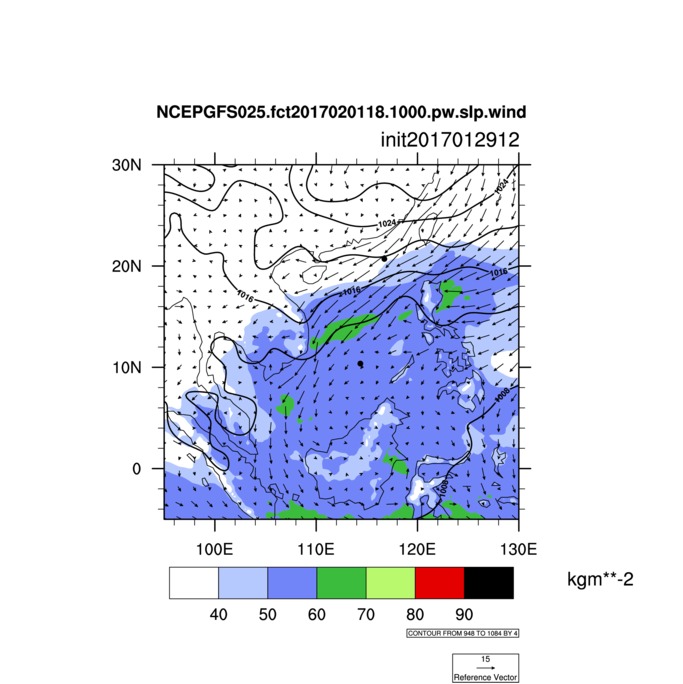 NCEPGFS025.fct2017020118.1000.pw.slp.wind
init2017012912
30N
1024
1024
20N
1016
1016
1016
10N
1008
0
1008
100E 110E 120E 130E
kgm**-2
40 50 60 70 80 90
CONTOUR FROM 948 TO 1084 BY 4
15
Reference Vector